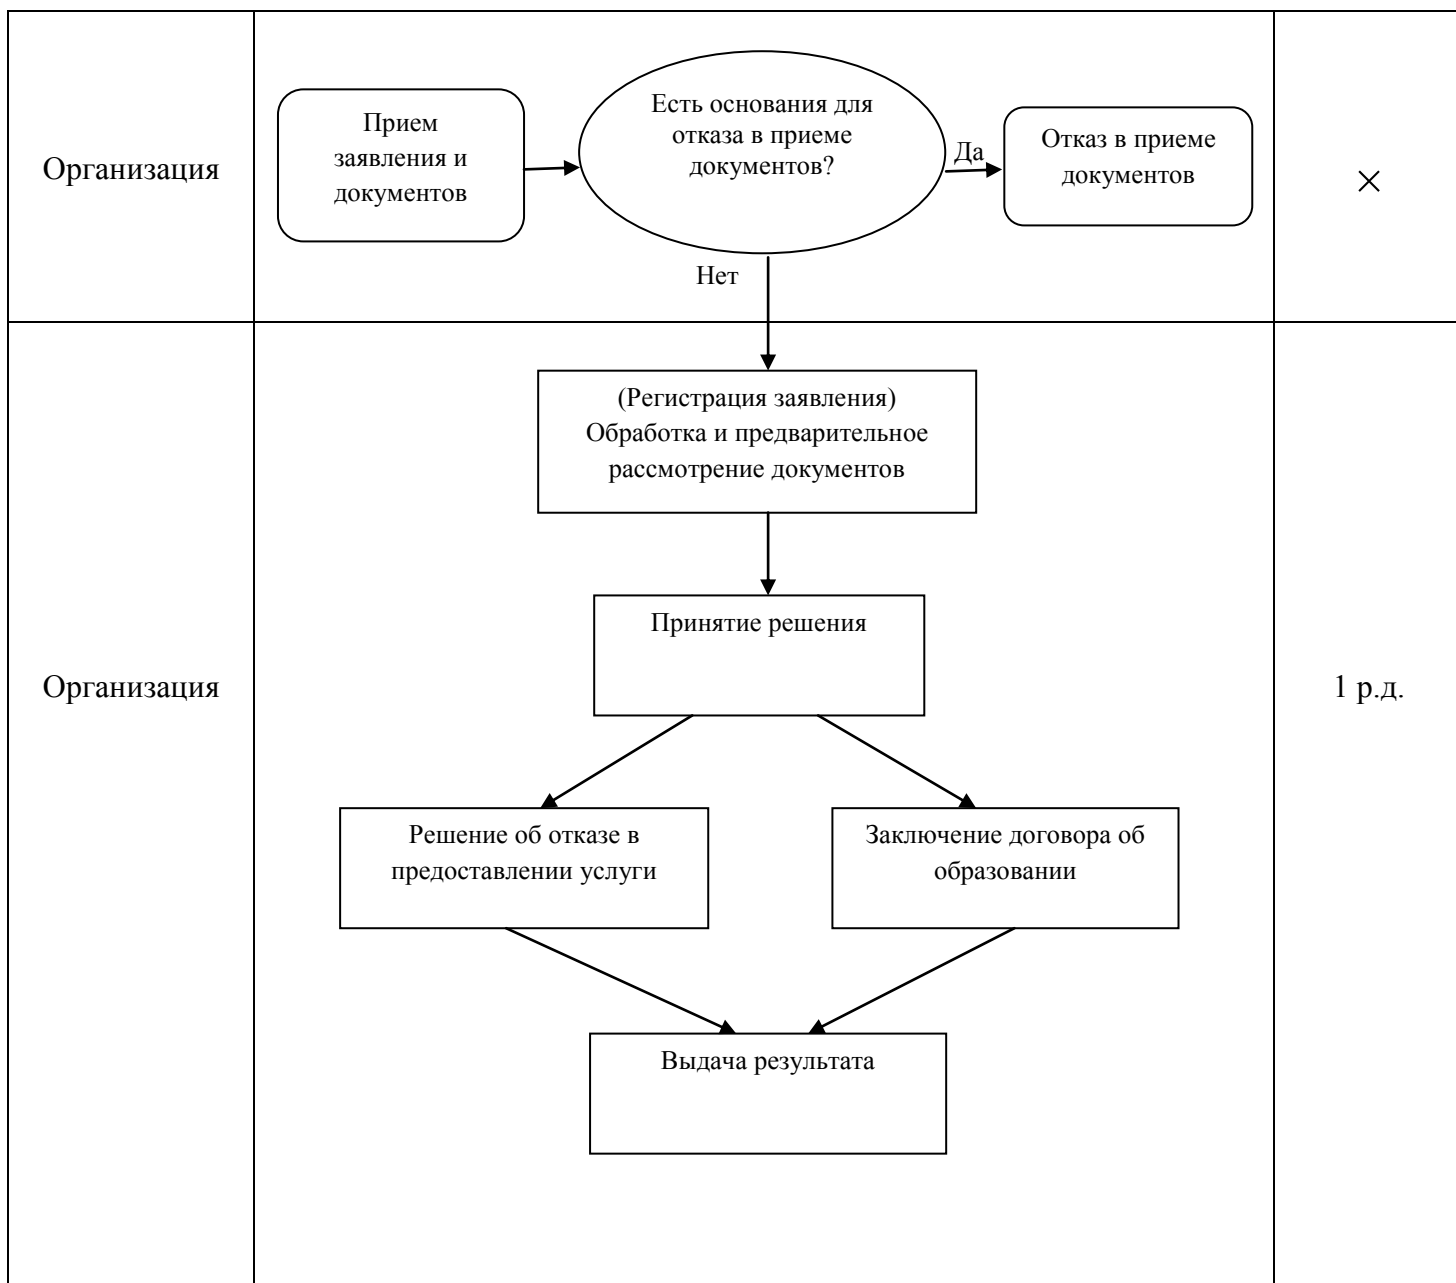 Организация
Прием
заявления и
документов
Есть основания для
отказа в приеме
документов?
Да
Отказ в приеме
документов
×
Нет
(Регистрация заявления)
Обработка и предварительное
рассмотрение документов
Принятие решения
Организация
1 р.д.
Решение об отказе в
предоставлении услуги
Заключение договора об
образовании
Выдача результата